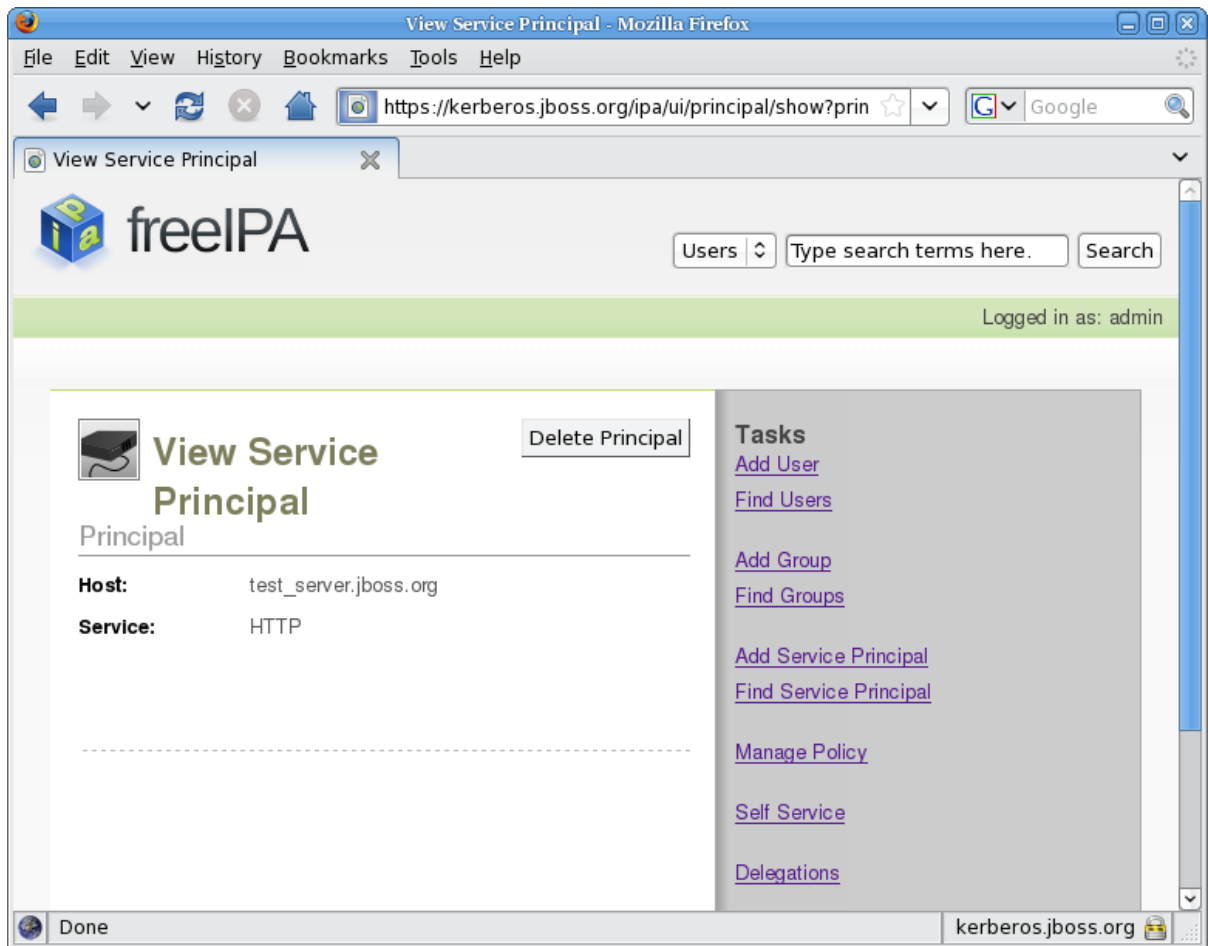 View Service Principal - Mozilla Firefox
File Edit View History Bookmarks Tools Help
https://kerberos.jboss.org/ipa/ui/principal/show?prin
G Google
View Service Principal
ipa freeIPA
Users Type search terms here. Search
Logged in as: admin
View Service Principal
Delete Principal
Principal
Host: test_server.jboss.org
Service: HTTP
Tasks
Add User
Find Users
Add Group
Find Groups
Add Service Principal
Find Service Principal
Manage Policy
Self Service
Delegations
Done kerberos.jboss.org